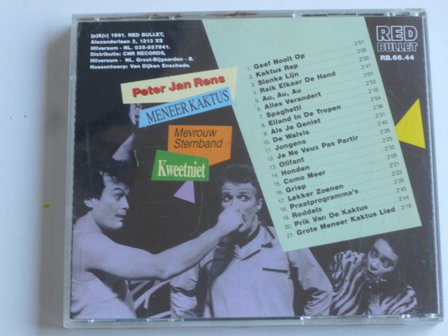 (p)&(c) 1991. RED BULLET,
Alexanderlaan 2, 1213 XS
Hilversum - NL. 035-857841.
Distributie: CNR RECORDS,
Hilversum - NL. Groot-Bijgaarden - B.
Hoesontwerp: Van Dijken Enschede.
RED
BULLET
RB.66.44
Peter Jan Rens
MENEER KAKTUS
Mevrouw
Stemband
Kweetniet
1. Geef Nooit Op
2. Kaktus Rap
3. Slanke Lijn
4. Reik Elkaar De Hand
5. Au, Au, Au
6. Alles Verandert
7. Spaghetti
8. Eiland In De Tropen
9. Als Je Geniet
10. De Walvis
11. Jongens
12. Je Ne Veux Pas Partir
13. Olifant
14. Honden
15. Como Meer
16. Griep
17. Lekker Zoenen
18. Praatprogramma's
19. Roddels
20. Prik Van De Kaktus
21. Grote Meneer Kaktus Lied